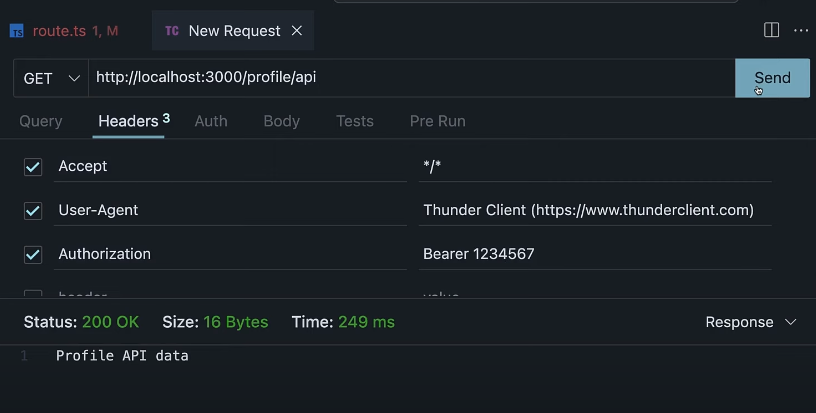 TS route.ts 1, M TC New Request ×
GET http://localhost:3000/profile/api Send
Query Headers 3 Auth Body Tests Pre Run
Accept */*
User-Agent Thunder Client (https://www.thunderclient.com)
Authorization Bearer 1234567
header value
Status: 200 OK Size: 16 Bytes Time: 249 ms Response
1 Profile API data